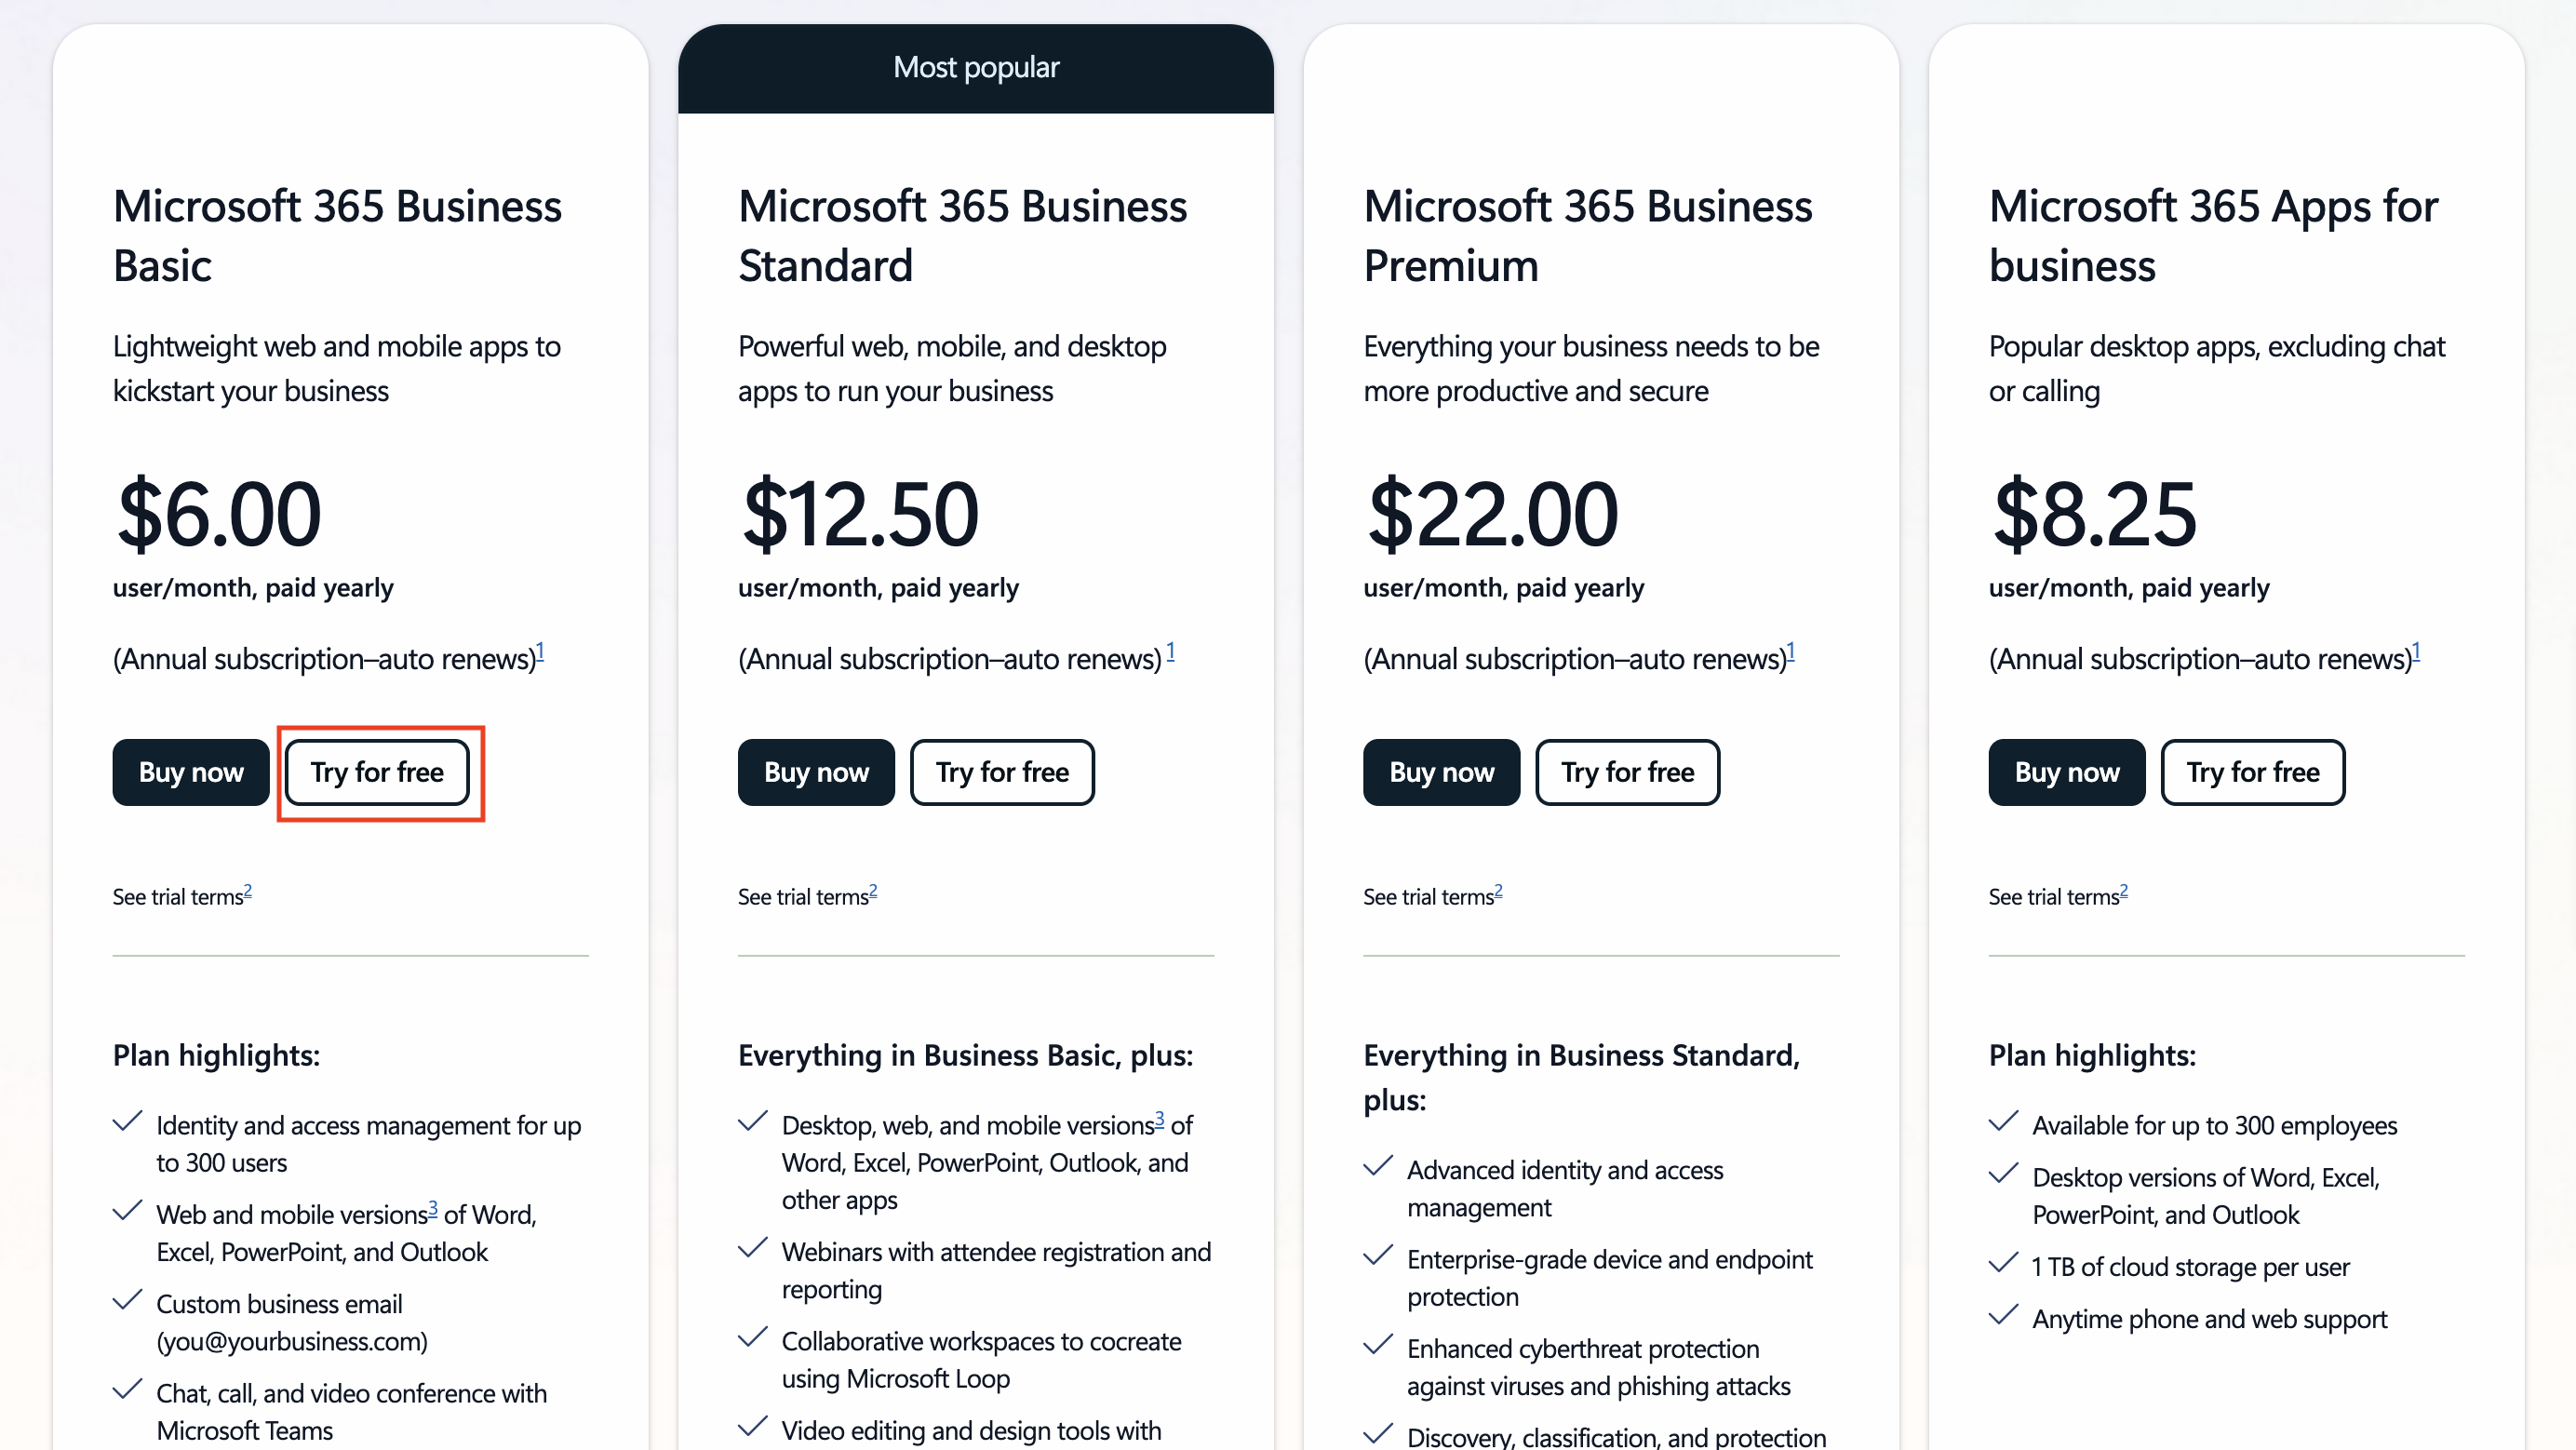 Microsoft 365 Business
Basic
Lightweight web and mobile apps to
kickstart your business
$6.00
user/month, paid yearly
(Annual subscription–auto renews)1
Buy now
Try for free
See trial terms2
Plan highlights:
Identity and access management for up
to 300 users
Web and mobile versions3 of Word,
Excel, PowerPoint, and Outlook
Custom business email
(you@yourbusiness.com)
Chat, call, and video conference with
Microsoft Teams
Most popular
Microsoft 365 Business
Standard
Powerful web, mobile, and desktop
apps to run your business
$12.50
user/month, paid yearly
(Annual subscription–auto renews) 1
Buy now
Try for free
See trial terms2
Everything in Business Basic, plus:
Desktop, web, and mobile versions3 of
Word, Excel, PowerPoint, Outlook, and
other apps
Webinars with attendee registration and
reporting
Collaborative workspaces to cocreate
using Microsoft Loop
Video editing and design tools with
Microsoft 365 Business
Premium
Everything your business needs to be
more productive and secure
$22.00
user/month, paid yearly
(Annual subscription–auto renews)1
Buy now
Try for free
See trial terms2
Everything in Business Standard,
plus:
Advanced identity and access
management
Enterprise-grade device and endpoint
protection
Enhanced cyberthreat protection
against viruses and phishing attacks
Discovery, classification, and protection
Microsoft 365 Apps for
business
Popular desktop apps, excluding chat
or calling
$8.25
user/month, paid yearly
(Annual subscription–auto renews)1
Buy now
Try for free
See trial terms2
Plan highlights:
Available for up to 300 employees
Desktop versions of Word, Excel,
PowerPoint, and Outlook
1 TB of cloud storage per user
Anytime phone and web support